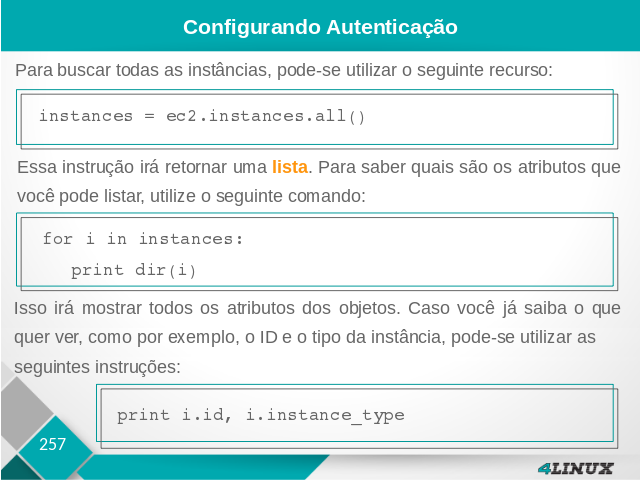 Configurando Autenticação
Para buscar todas as instâncias, pode-se utilizar o seguinte recurso:
instances = ec2.instances.all()
Essa instrução irá retornar uma lista. Para saber quais são os atributos que
você pode listar, utilize o seguinte comando:
for i in instances:
print dir(i)
Isso irá mostrar todos os atributos dos objetos. Caso você já saiba o que
quer ver, como por exemplo, o ID e o tipo da instância, pode-se utilizar as
seguintes instruções:
print i.id, i.instance_type
257
4LINUX